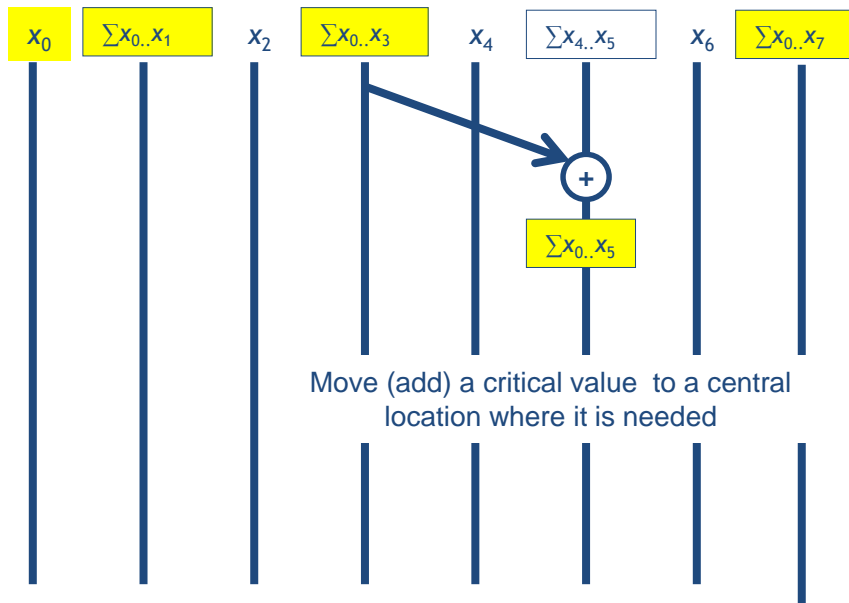 x₀ ∑x₀..x₁ x₂ ∑x₀..x₃ x₄ ∑x₄..x₅ x₆ ∑x₀..x₇
+
∑x₀..x₅
Move (add) a critical value to a central
location where it is needed